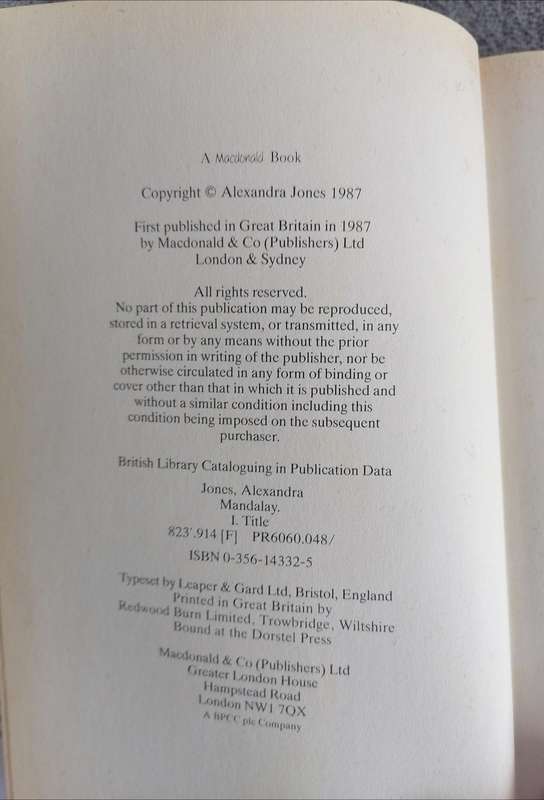 A Macdonald Book
Copyright © Alexandra Jones 1987
First published in Great Britain in 1987
by Macdonald & Co (Publishers) Ltd
London & Sydney
All rights reserved.
No part of this publication may be reproduced,
stored in a retrieval system, or transmitted, in any
form or by any means without the prior
permission in writing of the publisher, nor be
otherwise circulated in any form of binding or
cover other than that in which it is published and
without a similar condition including this
condition being imposed on the subsequent
purchaser.
British Library Cataloguing in Publication Data
Jones, Alexandra
Mandalay.
I. Title
823'.914 [F] PR6060.048/
ISBN 0-356-14332-5
Typeset by Leaper & Gard Ltd, Bristol, England
Printed in Great Britain by
Redwood Burn Limited, Trowbridge, Wiltshire
Bound at the Dorstel Press
Macdonald & Co (Publishers) Ltd
Greater London House
Hampstead Road
London NW1 7QX
A BPCC plc Company